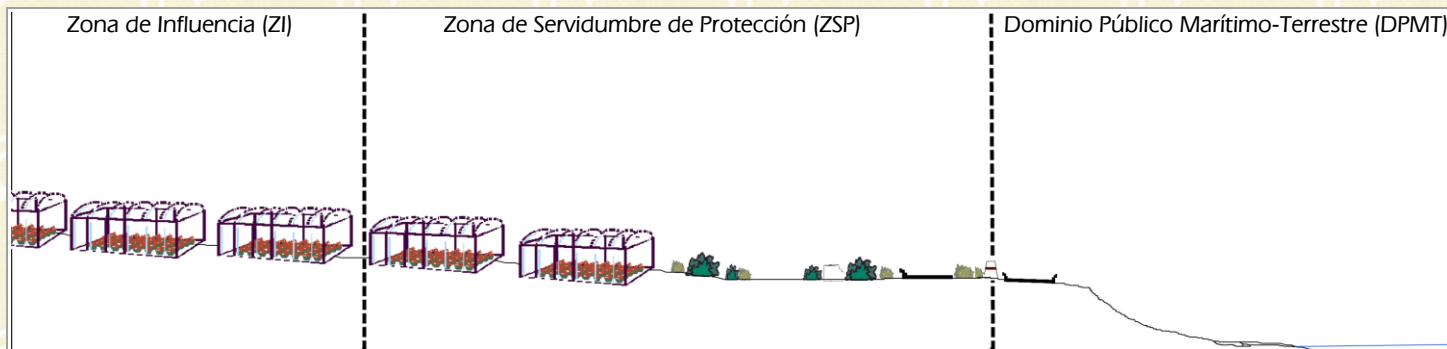 Zona de Influencia (ZI)
Zona de Servidumbre de Protección (ZSP)
Dominio Público Marítimo-Terrestre (DPMT)